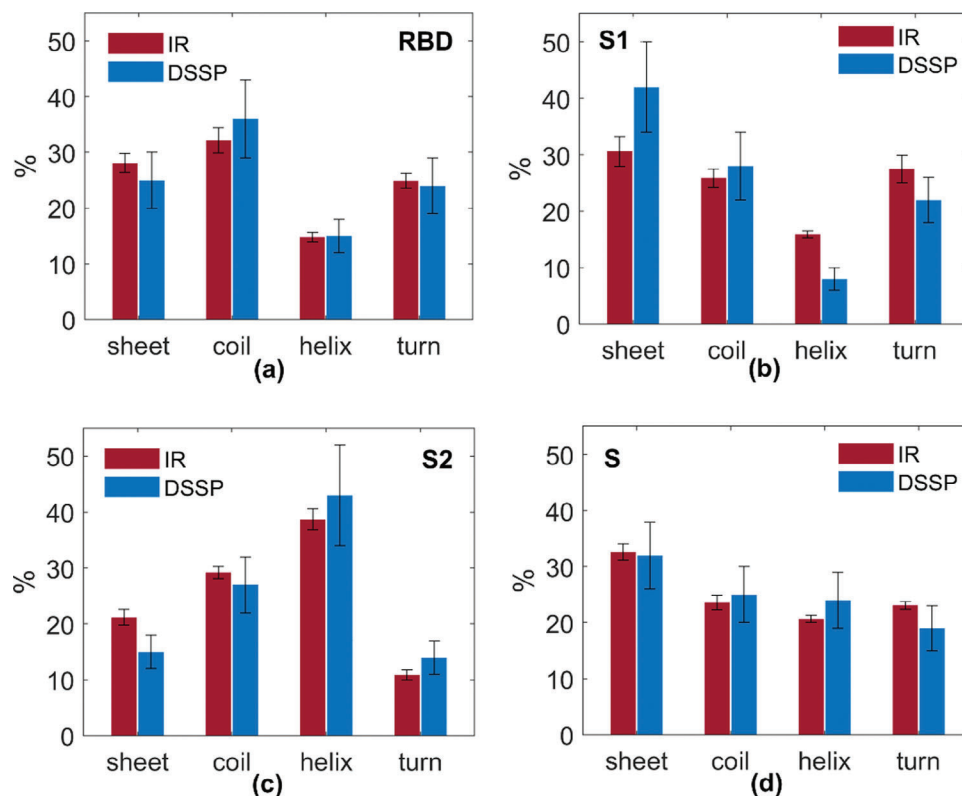 50
40
30
20
10
0
%
IR
DSSP
RBD
sheet coil helix turn
(a)
50
40
30
20
10
0
%
S1
IR
DSSP
sheet coil helix turn
(b)
50
40
30
20
10
0
%
IR
DSSP
S2
sheet coil helix turn
(c)
50
40
30
20
10
0
%
S
IR
DSSP
sheet coil helix turn
(d)